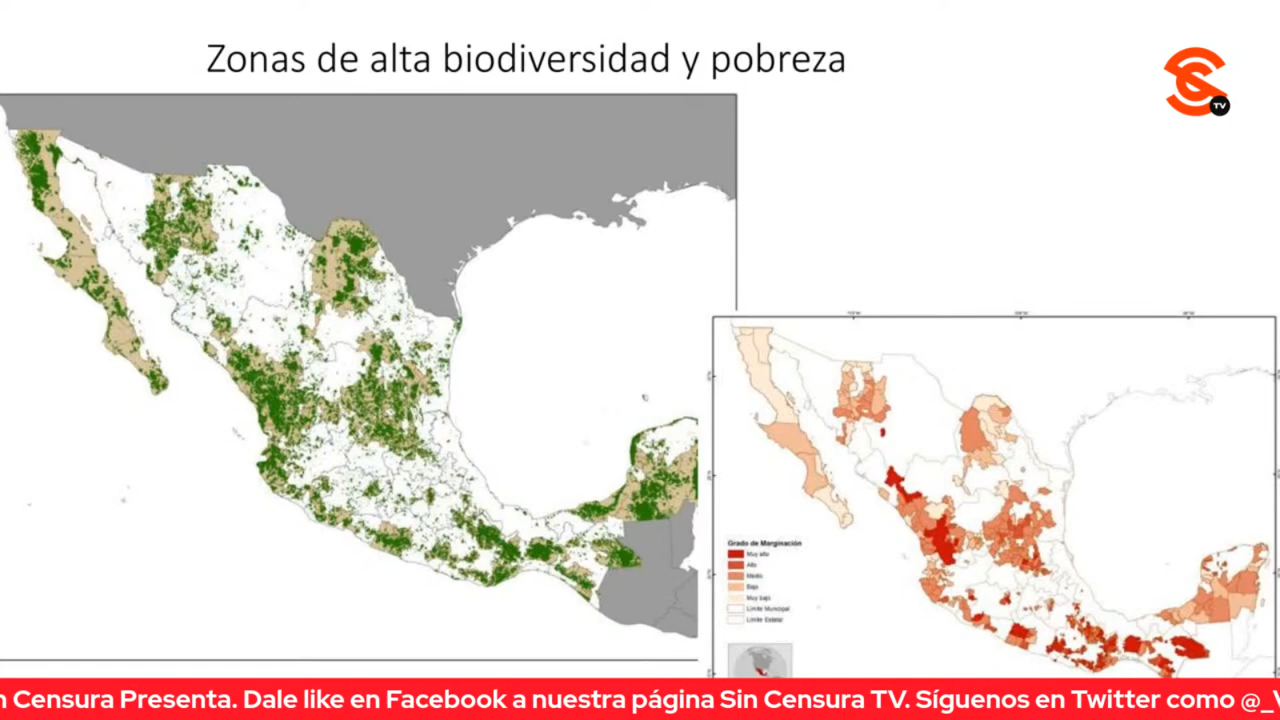 Zonas de alta biodiversidad y pobreza
TV
Grado de Marginación
Muy alto
Alto
Medio
Bajo
Muy bajo
Límite Municipal
Límite Estatal
n Censura Presenta. Dale like en Facebook a nuestra página Sin Censura TV. Síguenos en Twitter como @_V